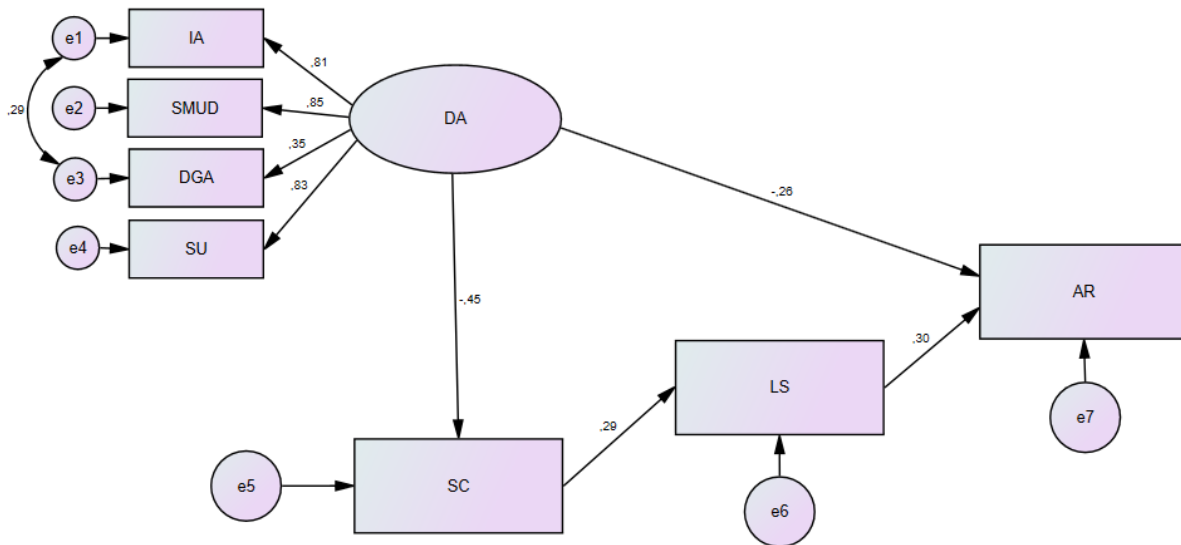 e1
IA
,81
e2
SMUD
,85
DA
,29
,35
e3
DGA
,83
-,26
e4
SU
AR
-,45
,30
LS
e7
,29
e5
SC
e6